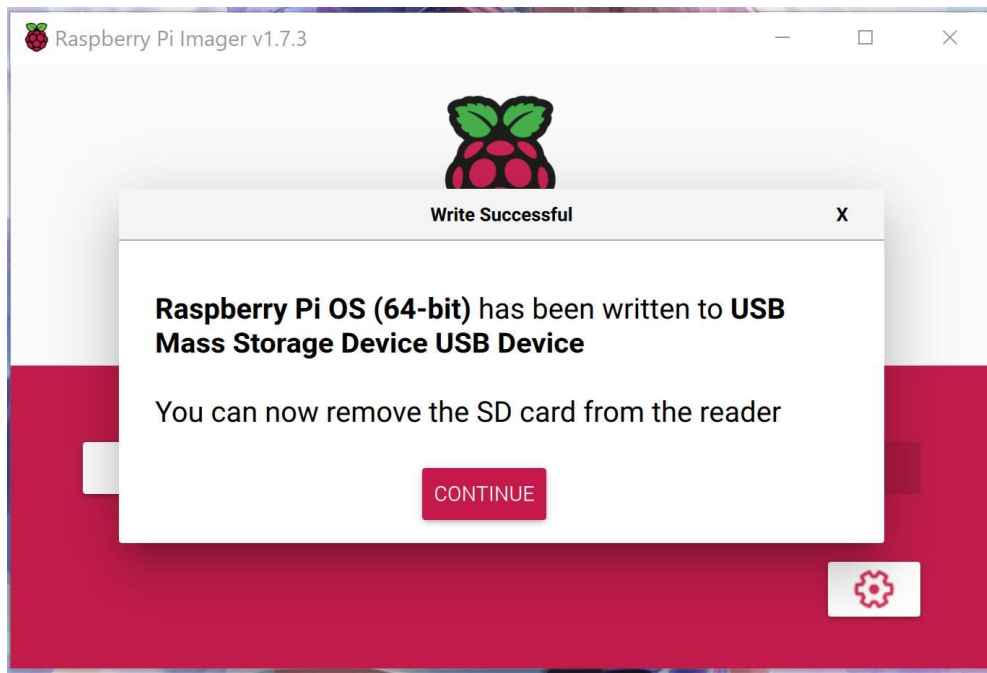 Raspberry Pi Imager v1.7.3
Write Successful
X
Raspberry Pi OS (64-bit) has been written to USB
Mass Storage Device USB Device
You can now remove the SD card from the reader
CONTINUE